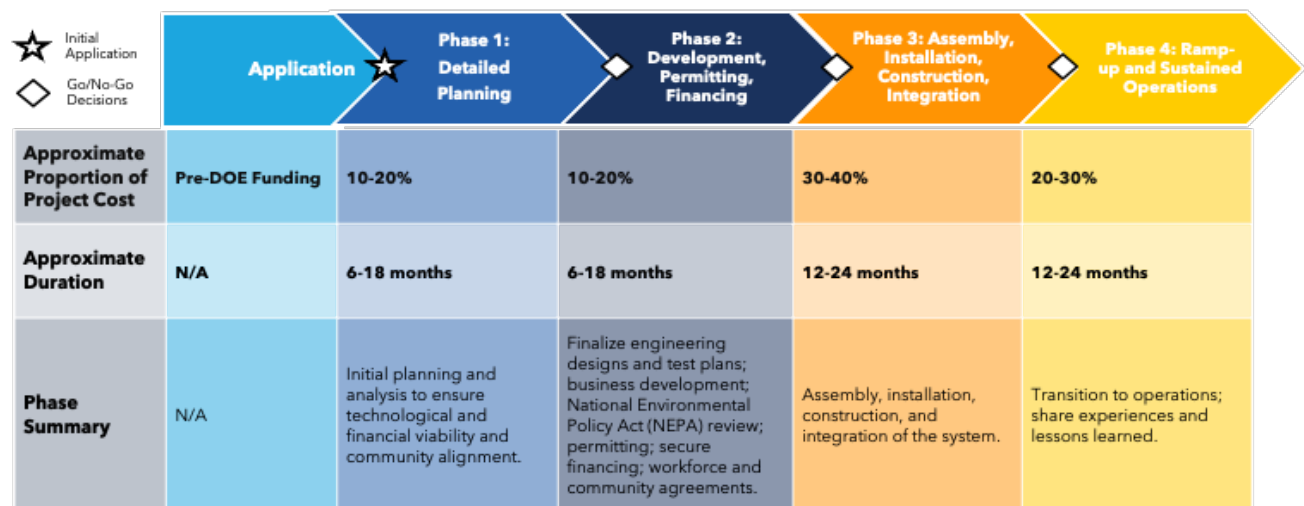 Initial
Application
Go/No-Go
Decisions
Application
Phase 1:
Detailed
Planning
Phase 2:
Development,
Permitting,
Financing
Phase 3: Assembly,
Installation,
Construction,
Integration
Phase 4: Ramp-
up and Sustained
Operations
Approximate
Proportion of
Project Cost
Pre-DOE Funding
10-20%
10-20%
30-40%
20-30%
Approximate
Duration
N/A
6-18 months
6-18 months
12-24 months
12-24 months
Phase
Summary
N/A
Initial planning and
analysis to ensure
technological and
financial viability and
community alignment.
Finalize engineering
designs and test plans;
business development;
National Environmental
Policy Act (NEPA) review;
permitting; secure
financing; workforce and
community agreements.
Assembly, installation,
construction, and
integration of the system.
Transition to operations;
share experiences and
lessons learned.